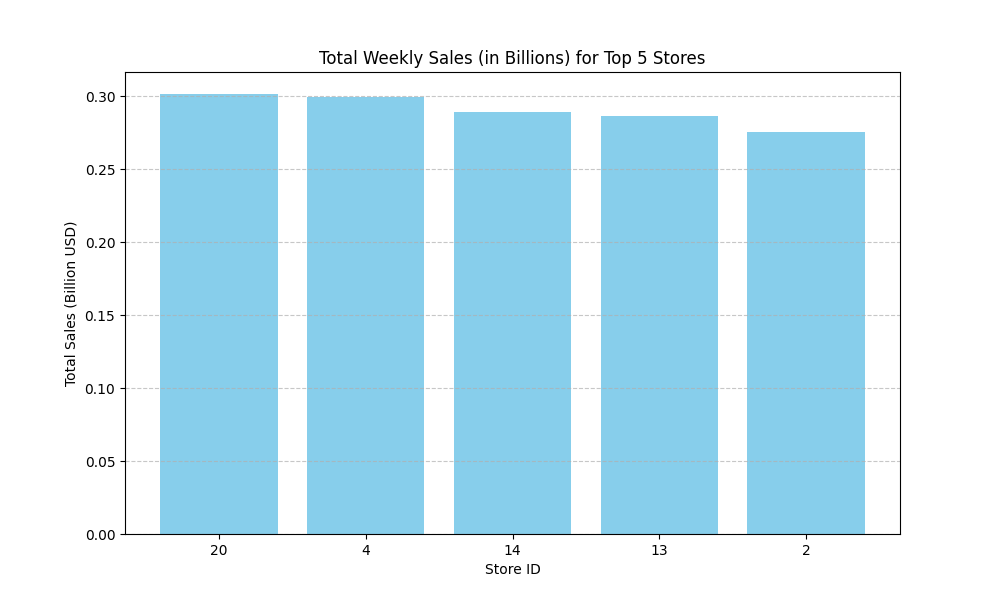 Total Weekly Sales (in Billions) for Top 5 Stores
Total Sales (Billion USD)
0.30
0.25
0.20
0.15
0.10
0.05
0.00
20 4 14 13 2
Store ID